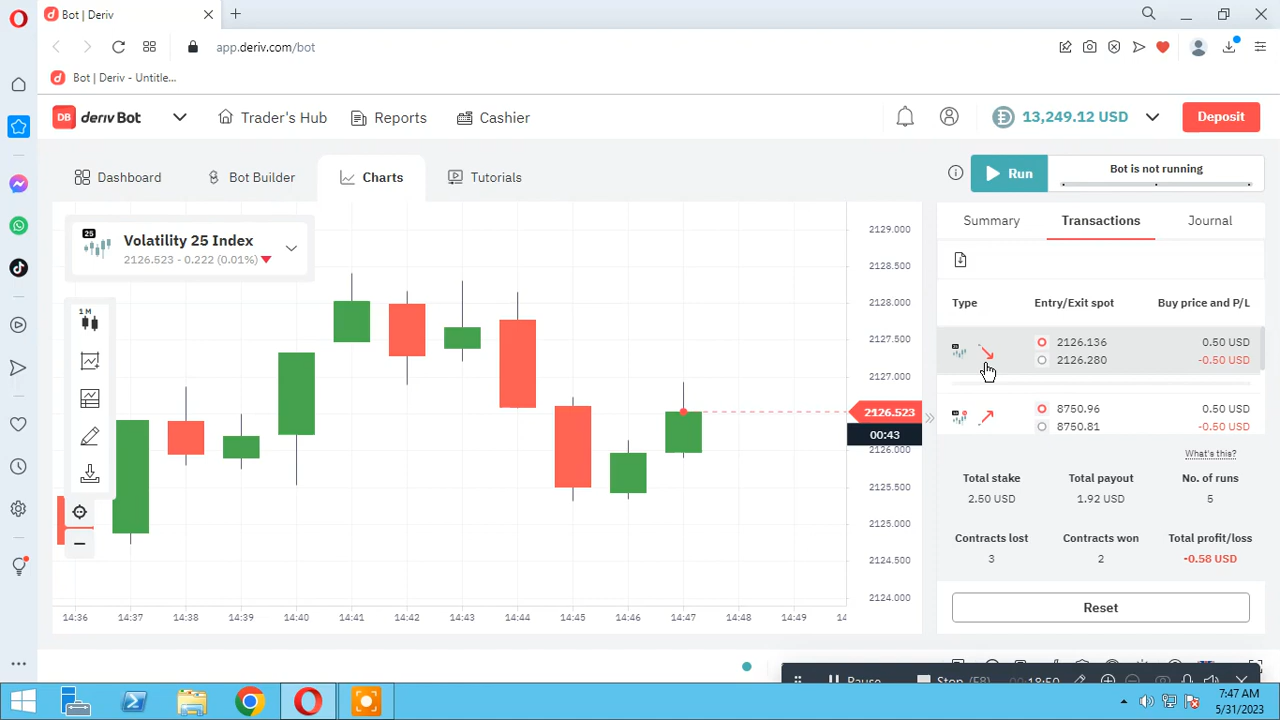 Bot | Deriv
app.deriv.com/bot
Bot | Deriv - Untitle...
DB deriv Bot
Trader's Hub
Reports
Cashier
13,249.12 USD
Deposit
Dashboard
Bot Builder
Charts
Tutorials
Run
Bot is not running
25
Volatility 25 Index
2126.523 - 0.222 (0.01%)
1M
2129.000
2128.500
2128.000
2127.500
2127.000
2126.523
00:43
2126.000
2125.500
2125.000
2124.500
2124.000
14:36
14:37
14:38
14:39
14:40
14:41
14:42
14:43
14:44
14:45
14:46
14:47
14:48
14:49
14
Summary
Transactions
Journal
Type
Entry/Exit spot
Buy price and P/L
2126.136
0.50 USD
2126.280
-0.50 USD
8750.96
0.50 USD
8750.81
-0.50 USD
What's this?
Total stake
Total payout
No. of runs
2.50 USD
1.92 USD
5
Contracts lost
Contracts won
Total profit/loss
3
2
-0.58 USD
Reset
Pause
Stop (F8)
00:18:50
7:47 AM
5/31/2023